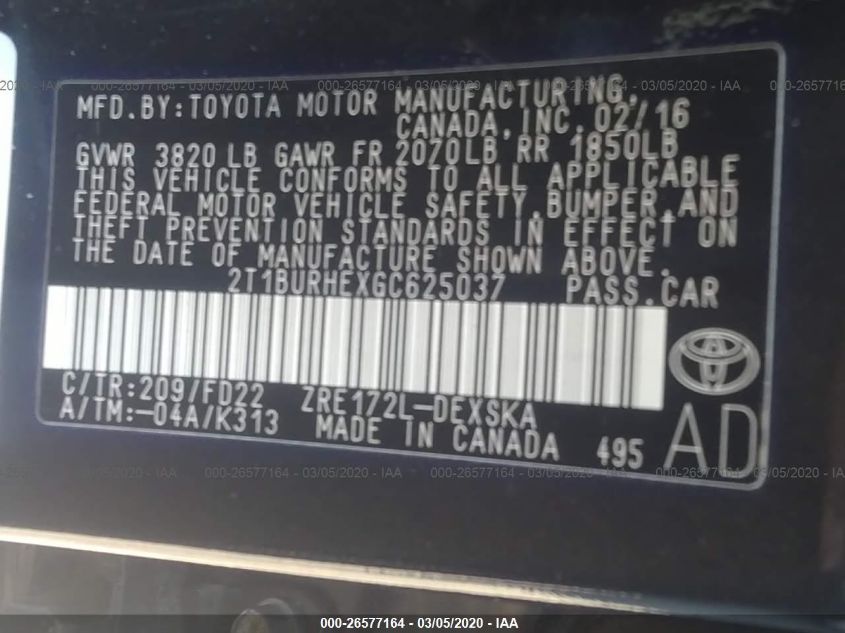 000-26577164 - 03/05/2020 - IAA
MFD.BY:TOYOTA MOTOR MANUFACTURING,
CANADA,INC. 02/16
GVWR 3820 LB GAWR FR 2070LB RR 1850LB
THIS VEHICLE CONFORMS TO ALL APPLICABLE
FEDERAL MOTOR VEHICLE SAFETY,BUMPER,AND
THEFT PREVENTION STANDARDS IN EFFECT ON
THE DATE OF MANUFACTURE SHOWN ABOVE.
2T1BURHEXGC625037 PASS.CAR
C/TR:209/FD22 ZRE172L-DEXSKA
A/TM:-04A/K313 MADE IN CANADA 495
AD
000-26577164 - 03/05/2020 - IAA
000-26577164 - 03/05/2020 - IAA